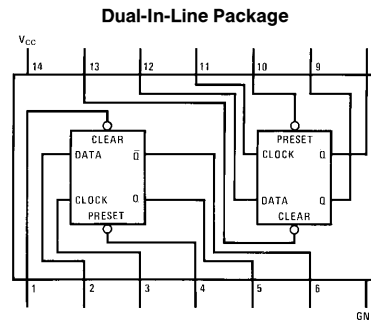 Dual-In-Line Package
VCC
14 13 12 11 10 9
CLEAR PRESET
DATA Q̄ CLOCK Q
CLOCK Q DATA Q
PRESET CLEAR
1 2 3 4 5 6
GN